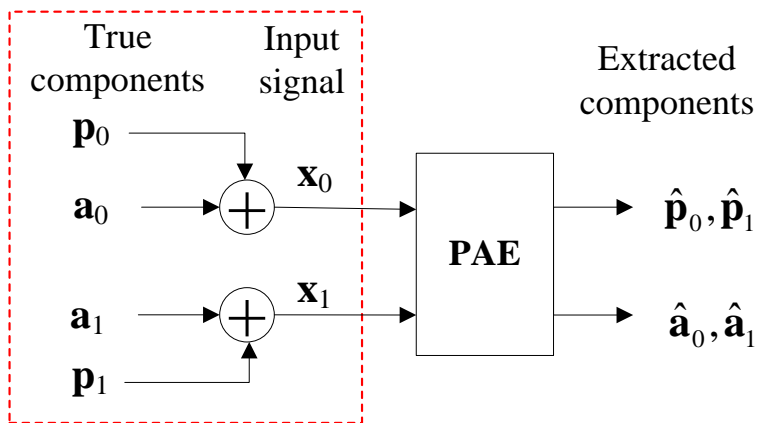 True
components
Input
signal
Extracted
components
p₀
a₀
x₀
a₁
x₁
p₁
PAE
p̂₀, p̂₁
â₀, â₁